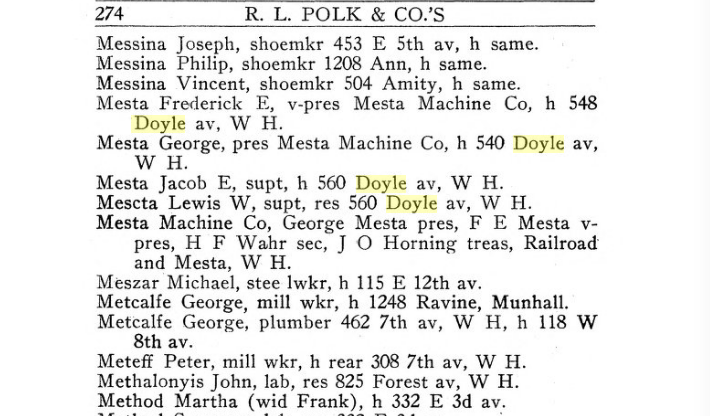 274 R. L. POLK & CO.'S
Messina Joseph, shoemkr 453 E 5th av, h same.
Messina Philip, shoemkr 1208 Ann, h same.
Messina Vincent, shoemkr 504 Amity, h same.
Mesta Frederick E, v-pres Mesta Machine Co, h 548
Doyle av, W H.
Mesta George, pres Mesta Machine Co, h 540 Doyle av,
W H.
Mesta Jacob E, supt, h 560 Doyle av, W H.
Mescta Lewis W, supt, res 560 Doyle av, W H.
Mesta Machine Co, George Mesta pres, F E Mesta v-
pres, H F Wahr sec, J O Horning treas, Railroad
and Mesta, W H.
Meszar Michael, stee lwkr, h 115 E 12th av.
Metcalfe George, mill wkr, h 1248 Ravine, Munhall.
Metcalfe George, plumber 462 7th av, W H, h 118 W
8th av.
Meteff Peter, mill wkr, h rear 308 7th av, W H.
Methalonyis John, lab, res 825 Forest av, W H.
Method Martha (wid Frank), h 332 E 3d av.